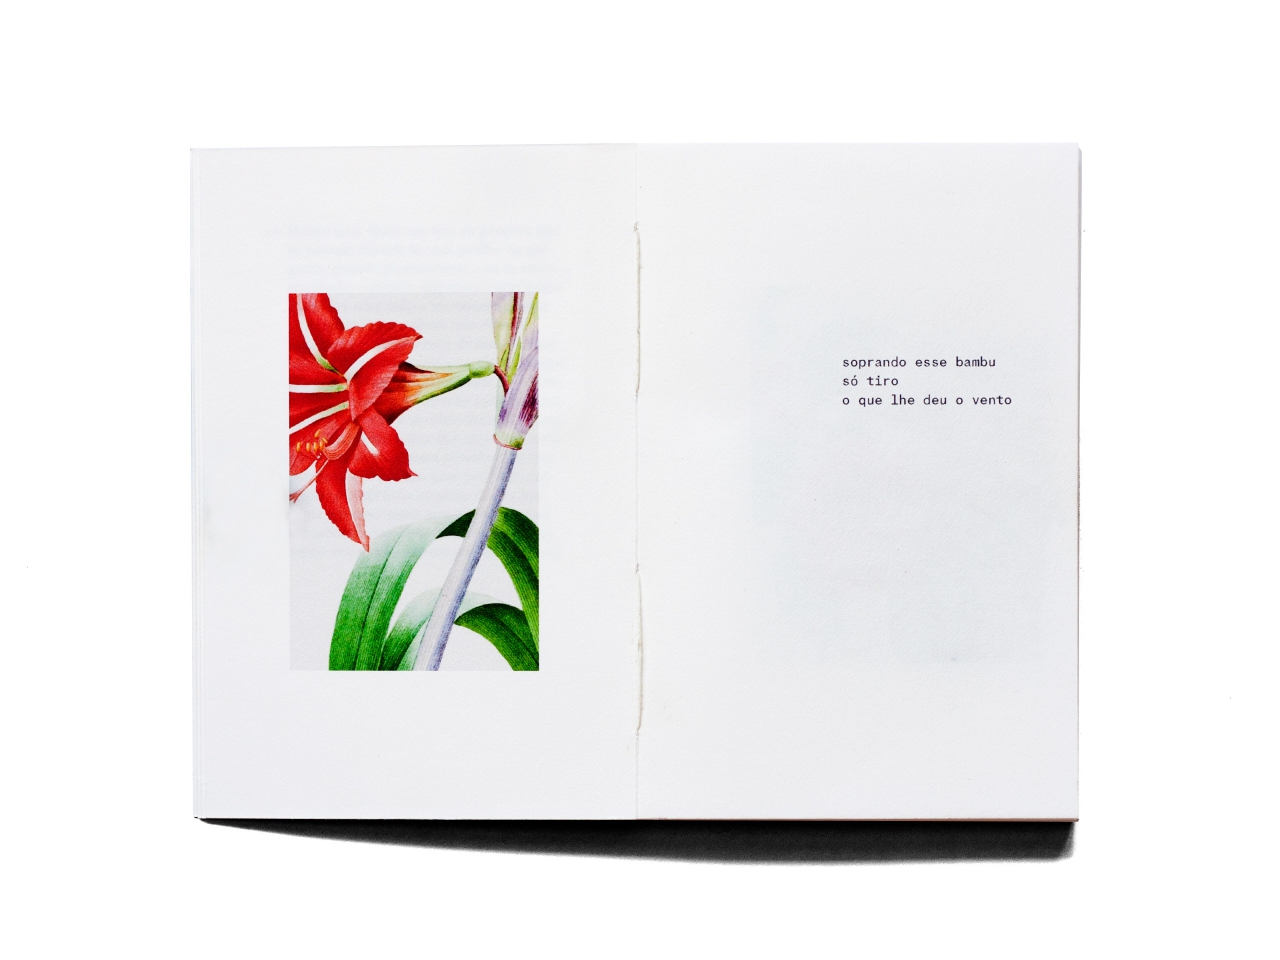 soprando esse bambu
só tiro
o que lhe deu o vento